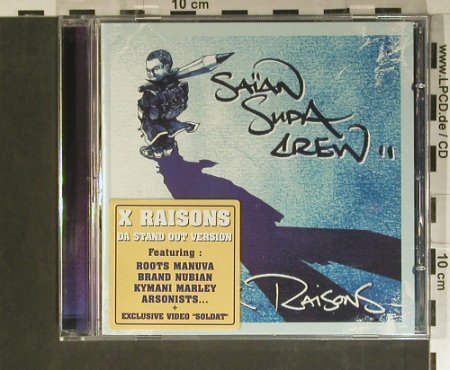 10 cm
www.LPCD.de / CD
10 cm
SAÏAN
SUPA
CREW
X RAISONS
DA STAND OUT VERSION
Featuring :
ROOTS MANUVA
BRAND NUBIAN
KYMANI MARLEY
ARSONISTS...
+
EXCLUSIVE VIDEO "SOLDAT"
RAISONS